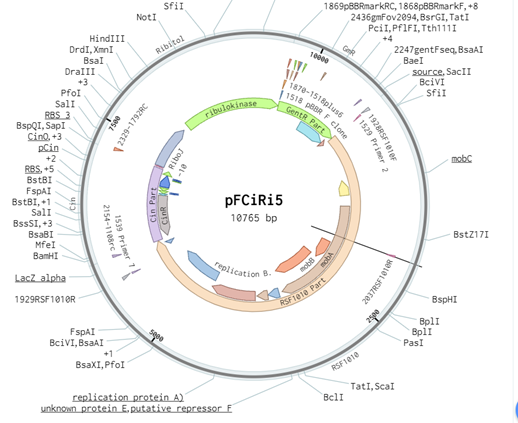 SfiI
NotI
Ribitol
HindIII
DrdI,XmnI
BsaI
DraIII
+3
PfoI
SalI
RBS 3
BspQI,SapI
CinO,+3
pCin
+2
RBS,+5
BstBI
FspAI
BstBI,+1
SalI
BssSI,+3
BsaBI
MfeI
BamHI
LacZ alpha
1929RSF1010R
FspAI
BciVI,BsaAI
+1
BsaXI,PfoI
replication protein A)
unknown protein E,putative repressor F
1869pBBRmarkRC, 1868pBBRmarkF,+8
2436gmFov2094,BsrGI,TatI
PciI,PflFI,Tth111I
+4
GmR
2247gentFseq,BsaAI
BaeI
source,SacII
BciVI
SfiI
mobC
BstZ17I
BspHI
BplI
BplI
PasI
TatI,ScaI
BclI
RSF1010
Cin
10000
7500
5000
2500
ribulokinase
GentR Part
1870-1518plus6
1518 pBBR F clone
1928RSF1010F
1529 Primer 2
2329-1792RC
RiboJ
-10
Cin Part
CinR
1539 Primer 7
2154-1108rc
pFCiRi5
10765 bp
replication B.
mobB
mobA
RSF1010 Part
2037RSF1010R